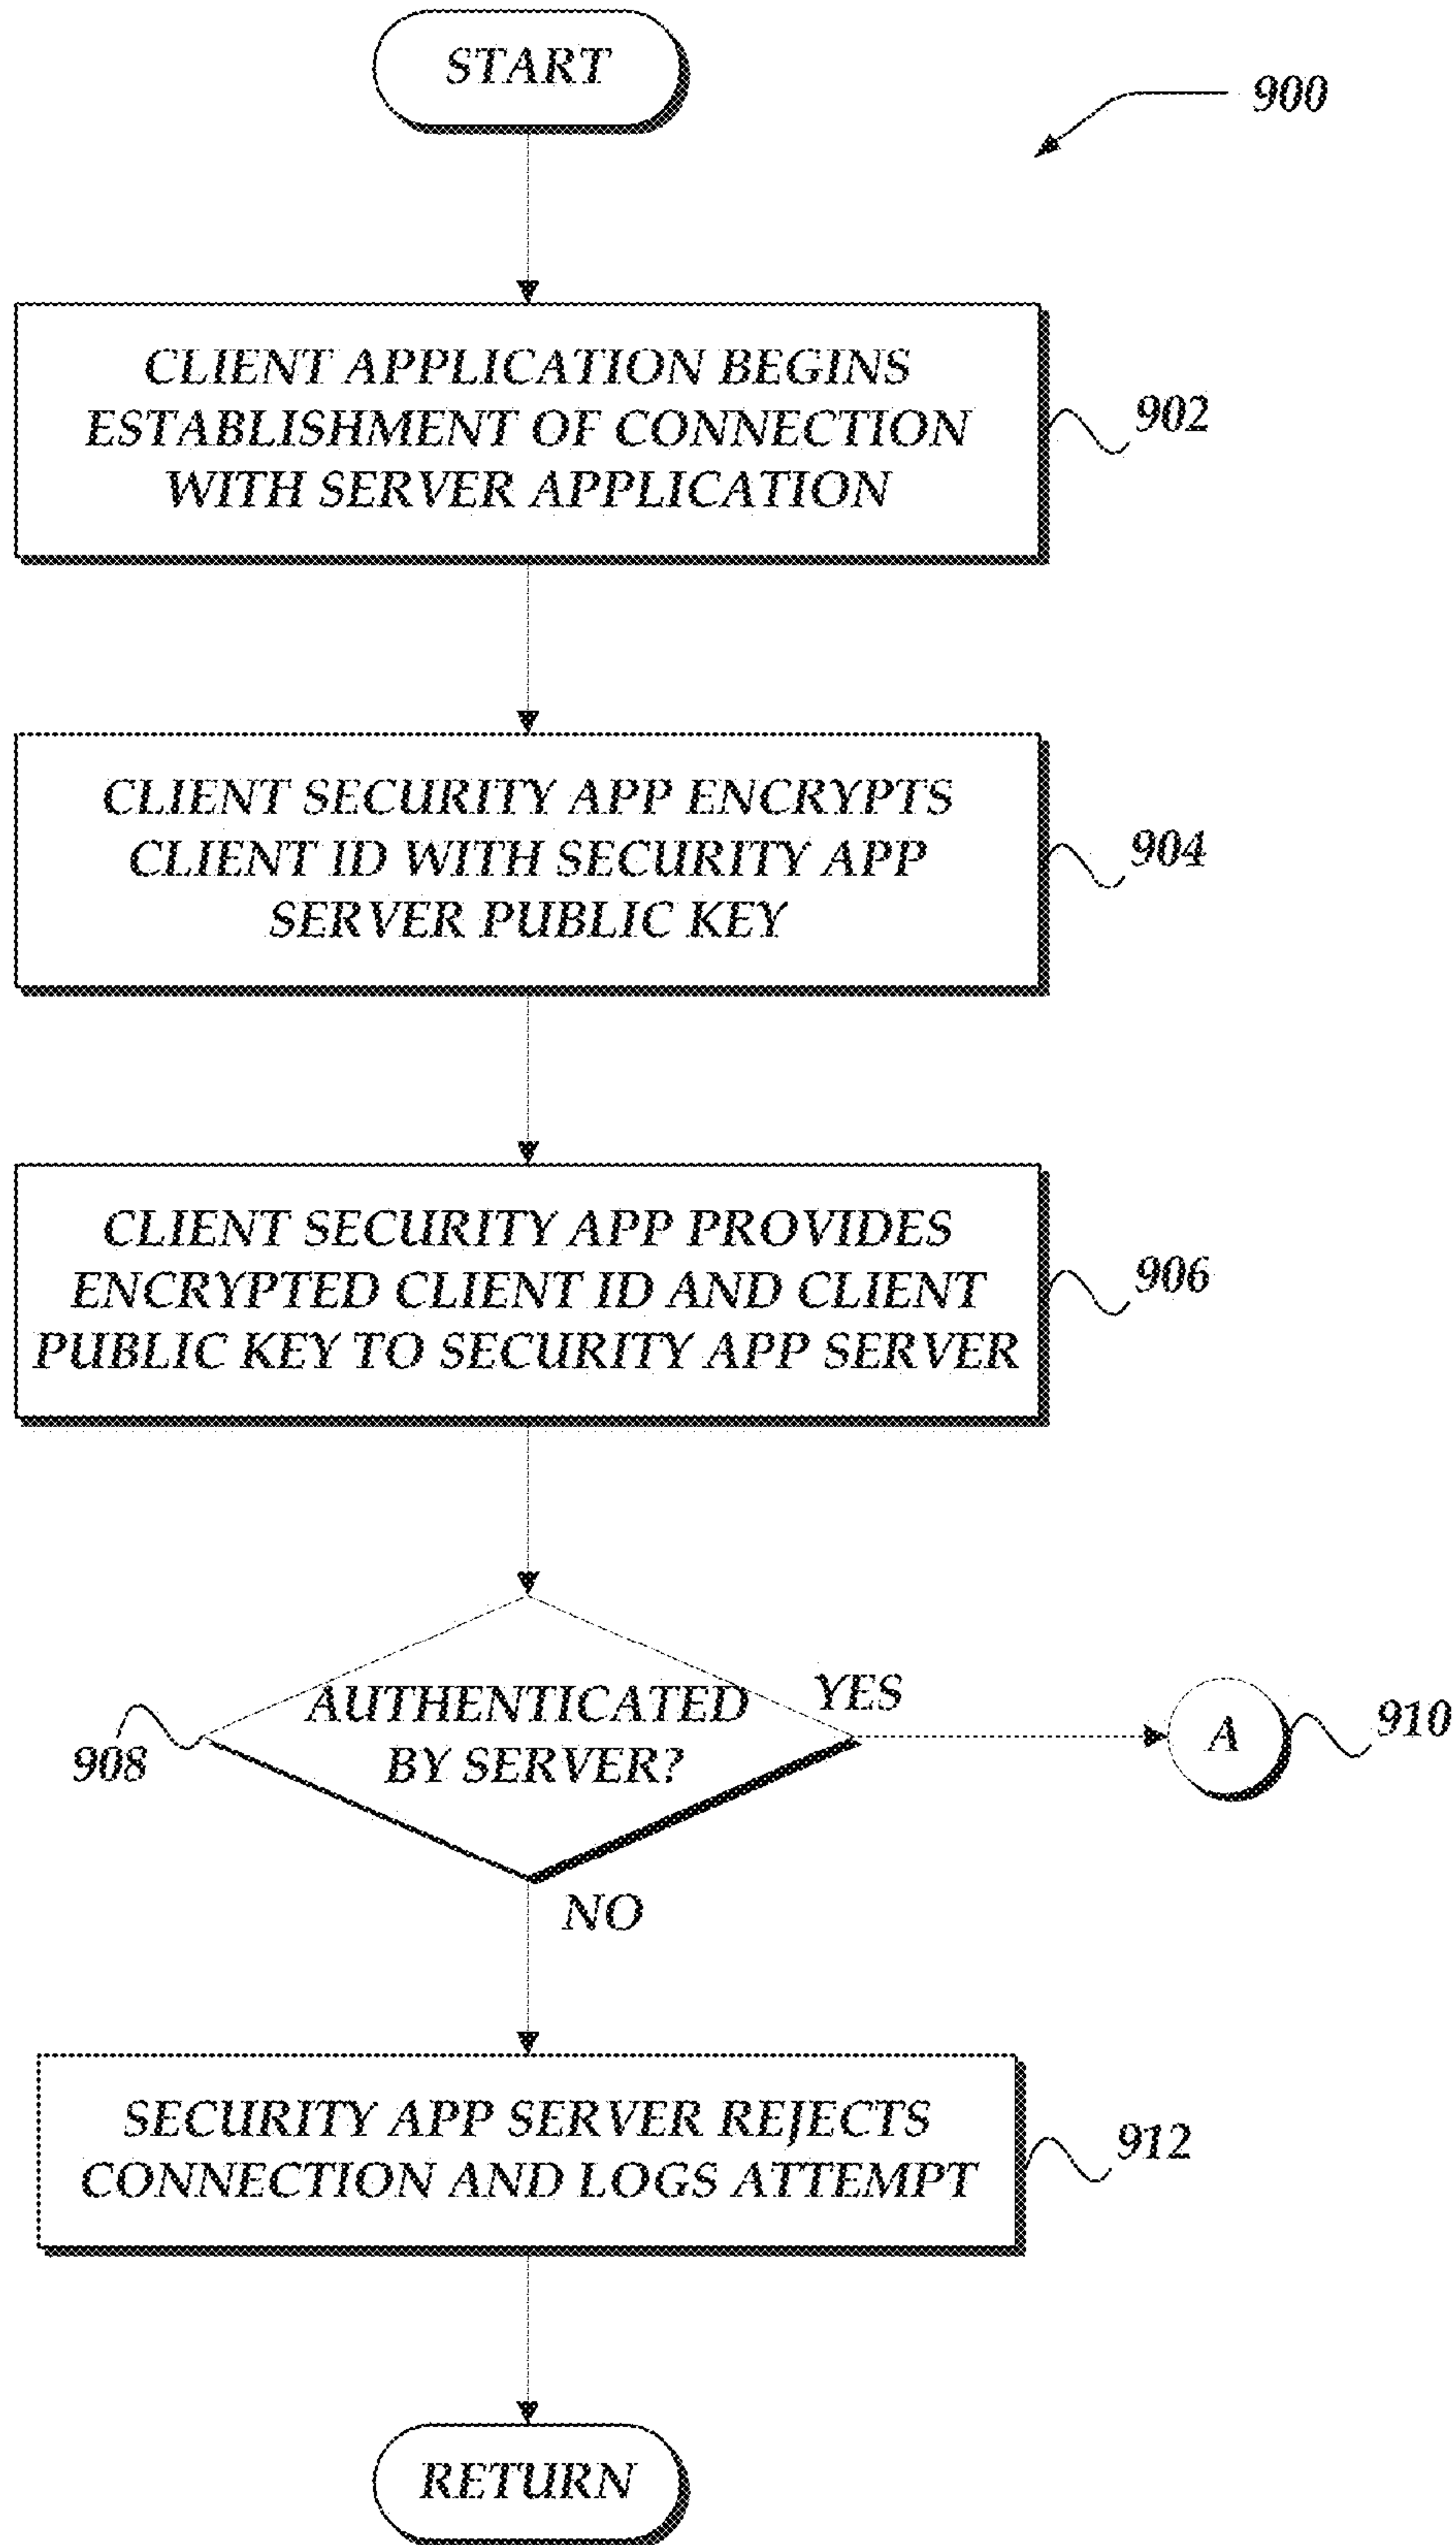 START
900
CLIENT APPLICATION BEGINS
ESTABLISHMENT OF CONNECTION
WITH SERVER APPLICATION
902
CLIENT SECURITY APP ENCRYPTS
CLIENT ID WITH SECURITY APP
SERVER PUBLIC KEY
904
CLIENT SECURITY APP PROVIDES
ENCRYPTED CLIENT ID AND CLIENT
PUBLIC KEY TO SECURITY APP SERVER
906
AUTHENTICATED
BY SERVER?
908
YES
A
910
NO
SECURITY APP SERVER REJECTS
CONNECTION AND LOGS ATTEMPT
912
RETURN